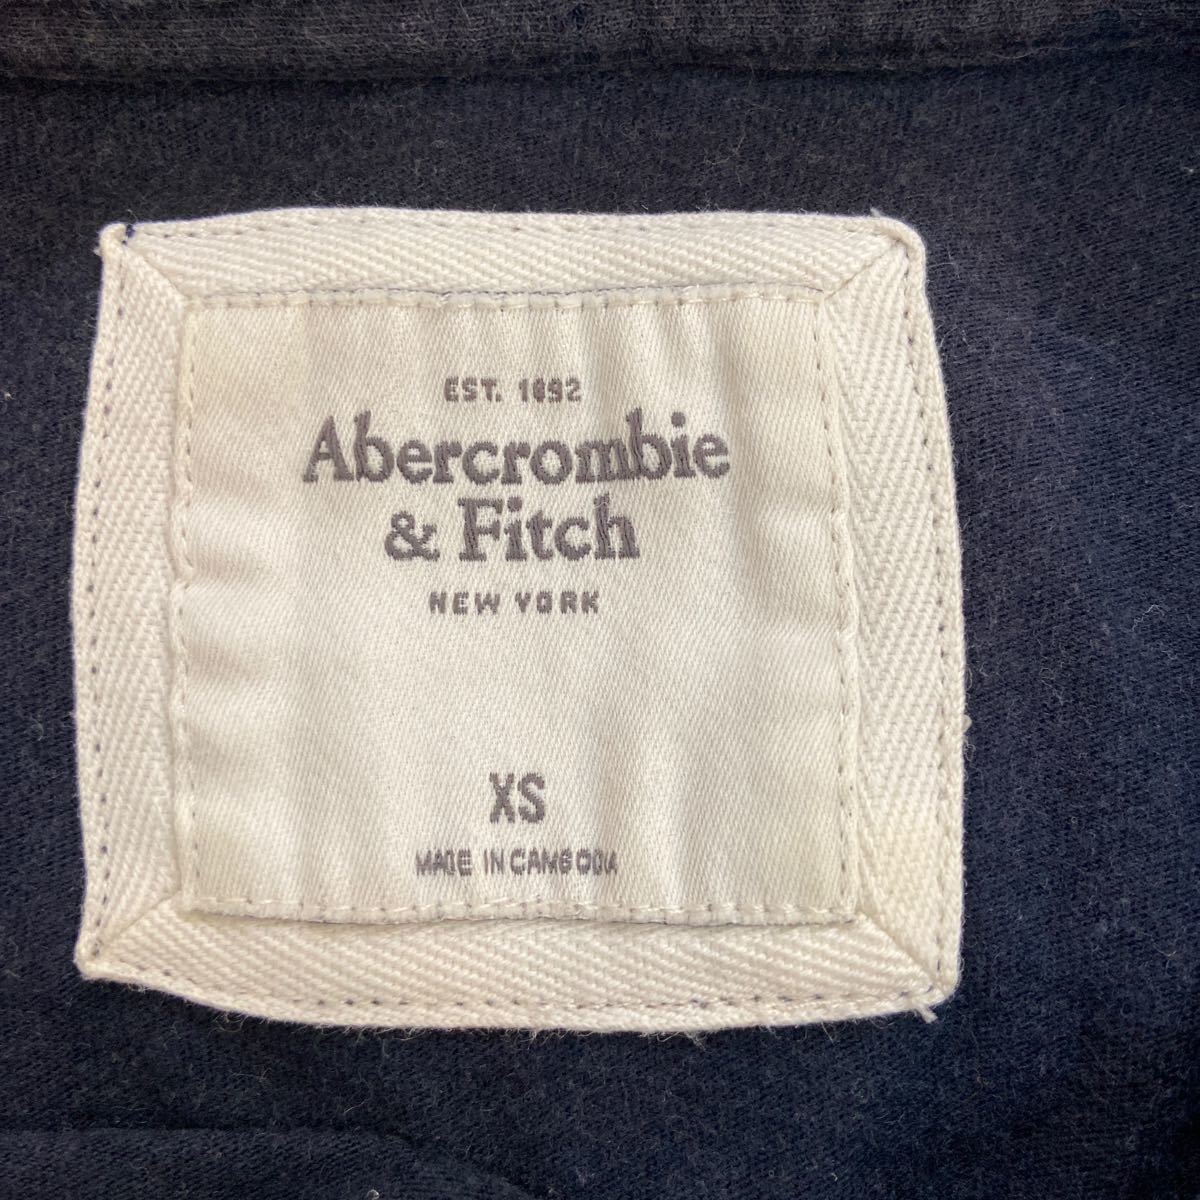 EST. 1892
Abercrombie
& Fitch
NEW YORK
XS
MADE IN CAMBODIA